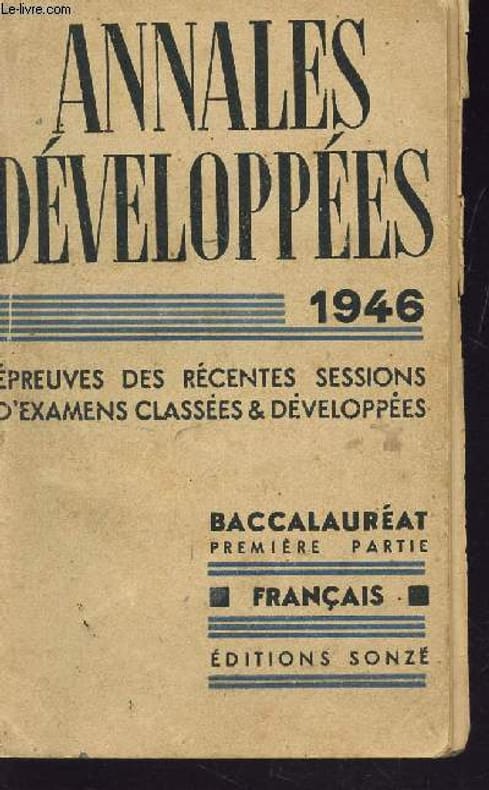 Le-livre.com
ANNALES
DÉVELOPPÉES
1946
ÉPREUVES DES RÉCENTES SESSIONS
D'EXAMENS CLASSÉES & DÉVELOPPÉES
BACCALAURÉAT
PREMIÈRE PARTIE
FRANÇAIS
ÉDITIONS SONZÉ